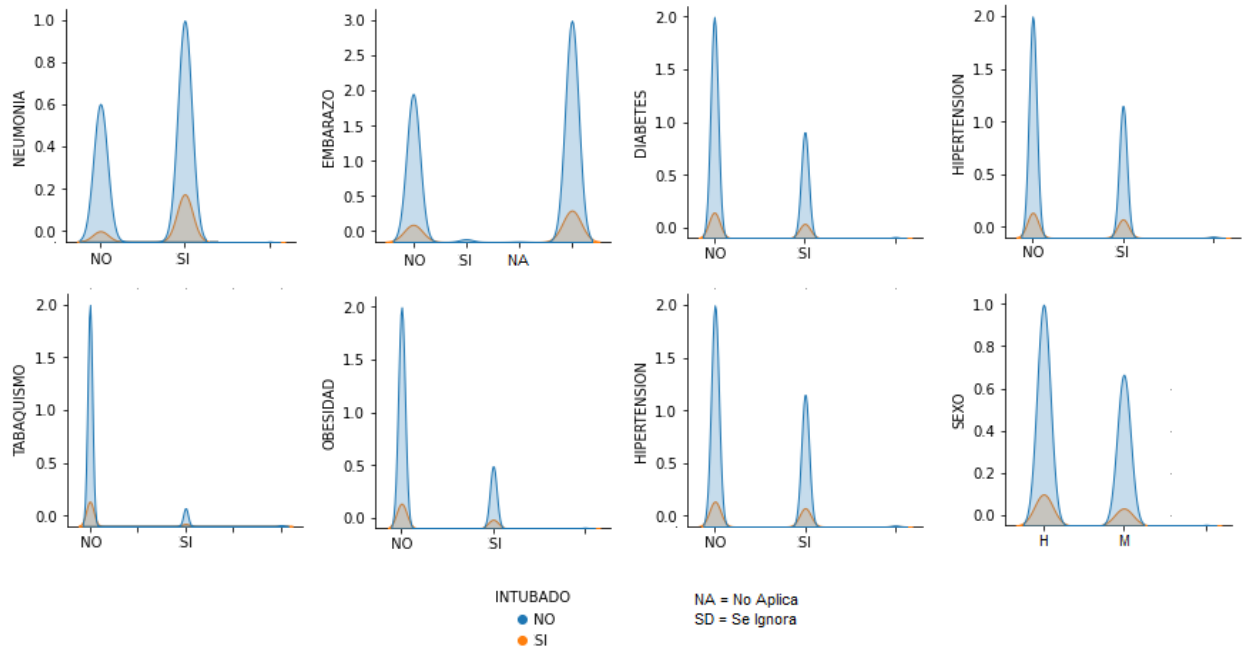 NEUMONIA
1.0
0.8
0.6
0.4
0.2
0.0
NO SI
EMBARAZO
3.0
2.5
2.0
1.5
1.0
0.5
0.0
NO SI NA
DIABETES
2.0
1.5
1.0
0.5
0.0
NO SI
HIPERTENSION
2.0
1.5
1.0
0.5
0.0
NO SI
TABAQUISMO
2.0
1.5
1.0
0.5
0.0
NO SI
OBESIDAD
2.0
1.5
1.0
0.5
0.0
NO SI
HIPERTENSION
2.0
1.5
1.0
0.5
0.0
NO SI
SEXO
1.0
0.8
0.6
0.4
0.2
0.0
H M
INTUBADO
NO
SI
NA = No Aplica
SD = Se Ignora